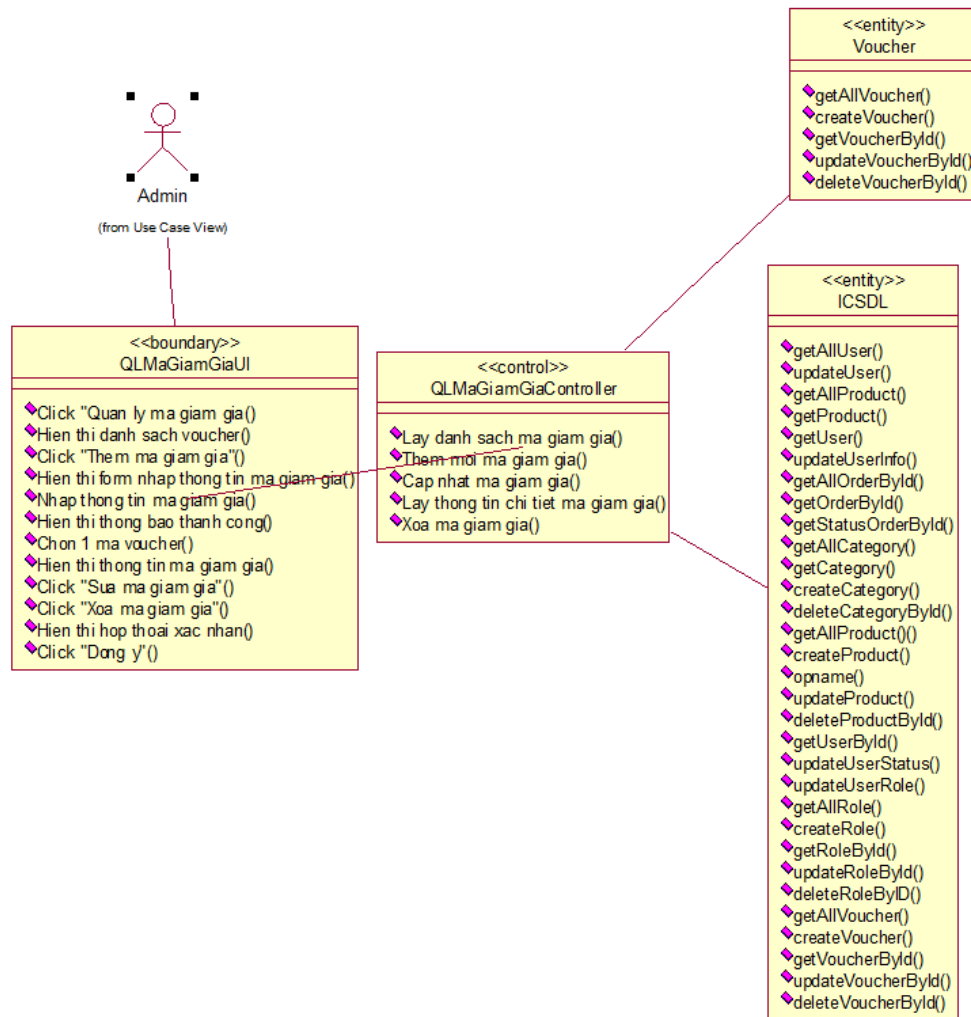 Admin
(from Use Case View)
<<boundary>>
QLMaGiamGiaUI
Click "Quan ly ma giam gia()
Hien thi danh sach voucher()
Click "Them ma giam gia"()
Hien thi form nhap thong tin ma giam gia()
Nhap thong tin ma giam gia()
Hien thi thong bao thanh cong()
Chon 1 ma voucher()
Hien thi thong tin ma giam gia()
Click "Sua ma giam gia"()
Click "Xoa ma giam gia"()
Hien thi hop thoai xac nhan()
Click "Dong y"()
<<control>>
QLMaGiamGiaController
Lay danh sach ma giam gia()
Them moi ma giam gia()
Cap nhat ma giam gia()
Lay thong tin chi tiet ma giam gia()
Xoa ma giam gia()
<<entity>>
Voucher
getAllVoucher()
createVoucher()
getVoucherById()
updateVoucherById()
deleteVoucherById()
<<entity>>
ICSDL
getAllUser()
updateUser()
getAllProduct()
getProduct()
getUser()
updateUserInfo()
getAllOrderById()
getOrderById()
getStatusOrderById()
getAllCategory()
getCategory()
createCategory()
deleteCategoryById()
getAllProduct()()
createProduct()
opname()
updateProduct()
deleteProductById()
getUserById()
updateUserStatus()
updateUserRole()
getAllRole()
createRole()
getRoleById()
updateRoleById()
deleteRoleByID()
getAllVoucher()
createVoucher()
getVoucherById()
updateVoucherById()
deleteVoucherById()